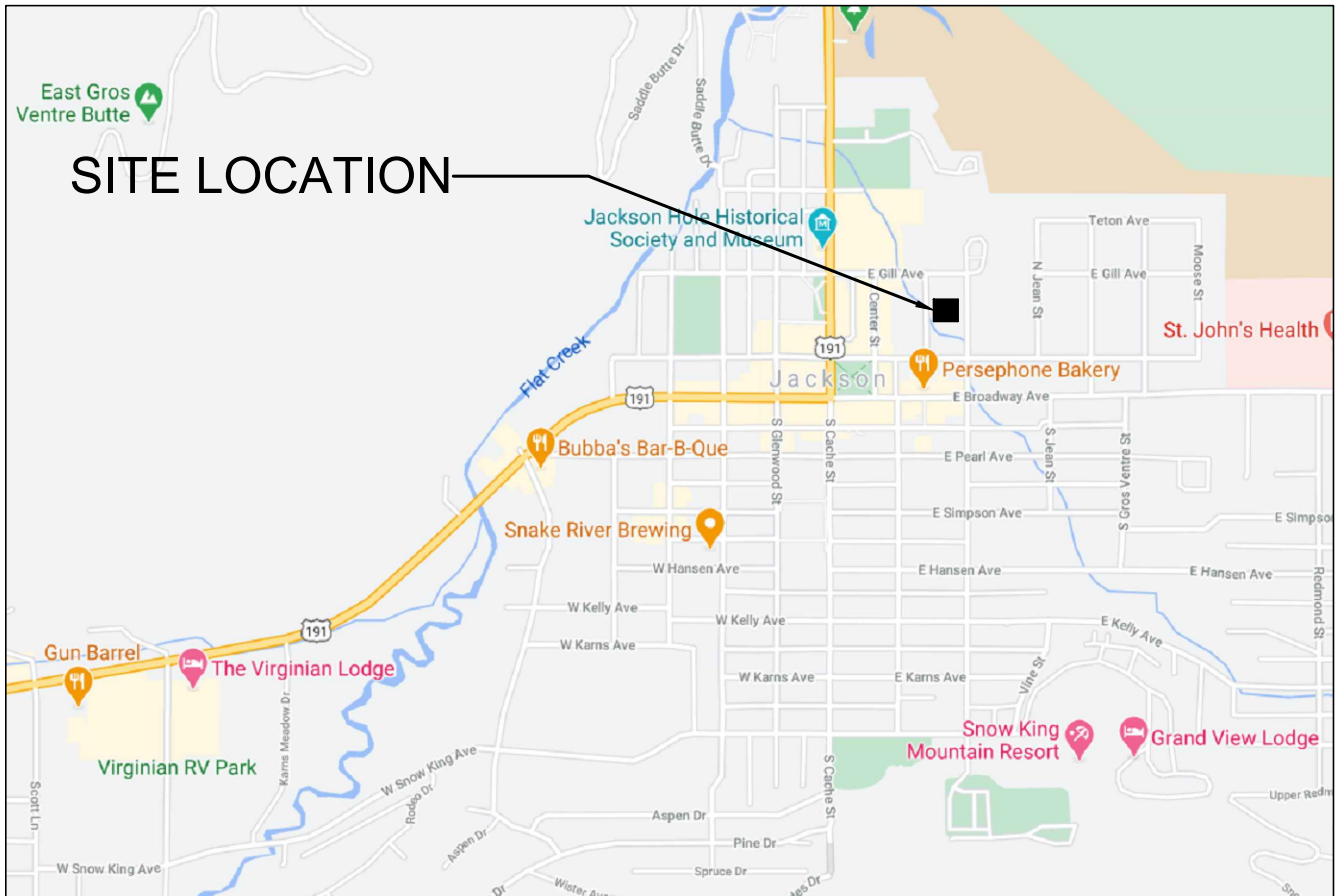 East Gros
Ventre Butte
Saddle Butte Dr
Saddle Butte D
SITE LOCATION
Jackson Hole Historical
Society and Museum
Teton Ave
E Gill Ave
E Gill Ave
Moose St
N Jean St
Center St
St. John's Health
191
Flat Creek
Jackson
Persephone Bakery
191
E Broadway Ave
Bubba's Bar-B-Que
S Glenwood St
S Cache St
S Jean St
S Gros Ventre St
E Pearl Ave
Snake River Brewing
E Simpson Ave
E Simpso
W Hansen Ave
E Hansen Ave
E Hansen Ave
Redmond St
W Kelly Ave
W Kelly Ave
E Kelly Ave
191
W Karns Ave
Gun Barrel
The Virginian Lodge
W Karns Ave
E Karns Ave
Vine St
Karns Meadow Dr
Snow King
Mountain Resort
Grand View Lodge
Virginian RV Park
W Snow King Ave
Rodeo Dr
S Cache St
Scott Ln
Upper Redm
Aspen Dr
Aspen Dr
Pine Dr
W Snow King Ave
Spruce Dr
Dr